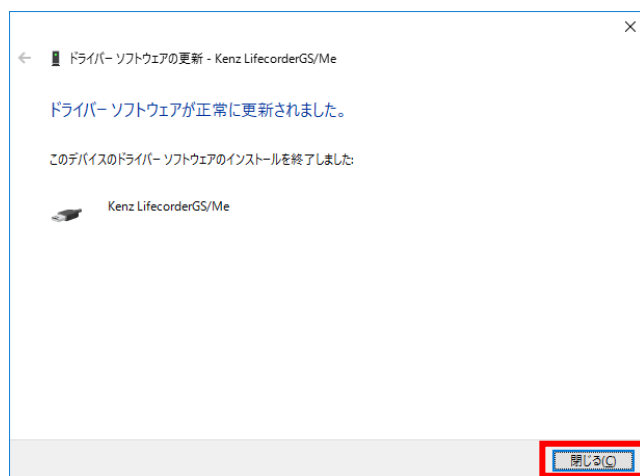 ドライバー ソフトウェアの更新 - Kenz LifecorderGS/Me
ドライバー ソフトウェアが正常に更新されました。
このデバイスのドライバー ソフトウェアのインストールを終了しました:
Kenz LifecorderGS/Me
閉じる(C)